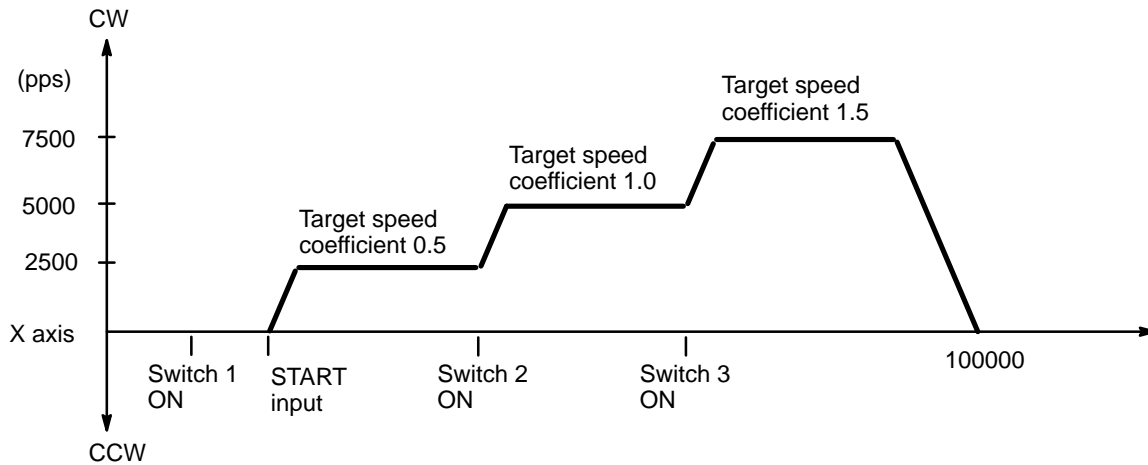 CW
(pps)
Target speed
coefficient 1.5
7500
Target speed
coefficient 1.0
5000
Target speed
coefficient 0.5
2500
X axis
100000
Switch 1
ON
START
input
Switch 2
ON
Switch 3
ON
CCW